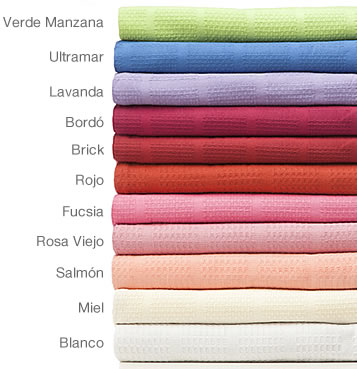 Verde Manzana
Ultramar
Lavanda
Bordó
Brick
Rojo
Fucsia
Rosa Viejo
Salmón
Miel
Blanco